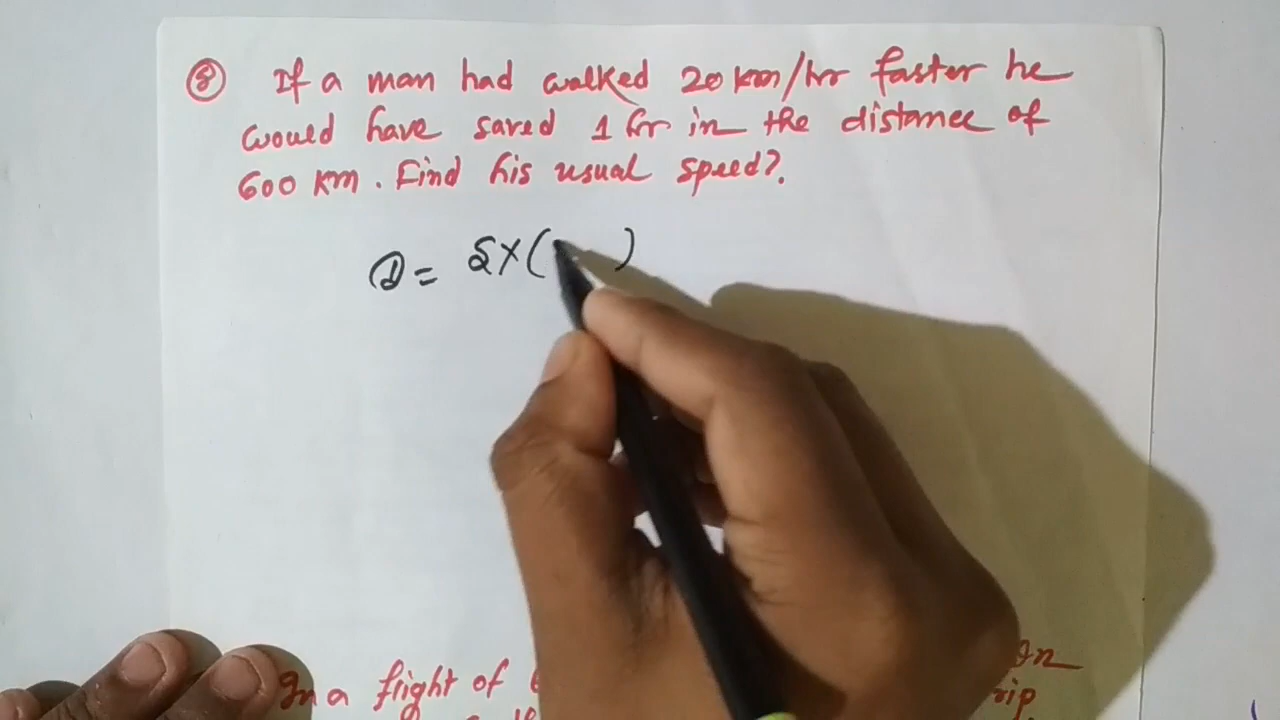 8 If a man had walked 20 km/hr faster he
would have saved 1 hr in the distance of
600 km. Find his usual speed?.
D = S×( )
In a flight of